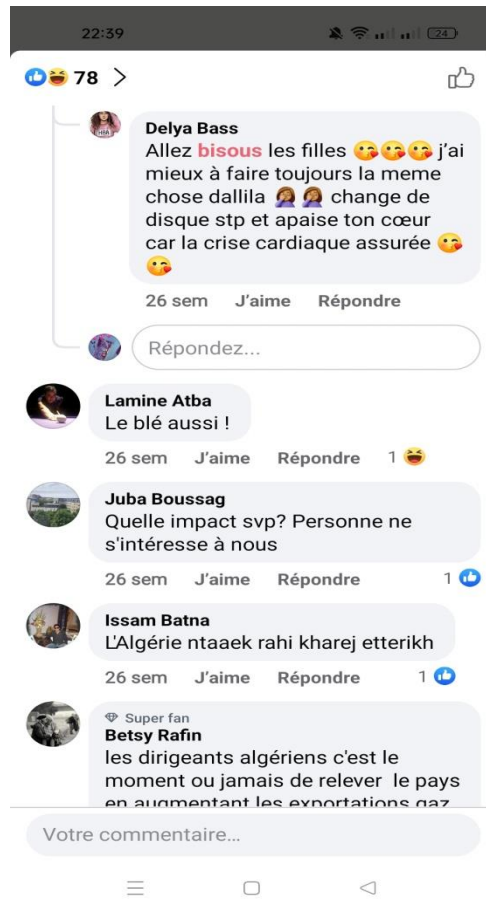 22:39
24
78 >
Delya Bass
Allez bisous les filles 😘😘😘 j'ai
mieux à faire toujours la meme
chose dallila 🤦🤦 change de
disque stp et apaise ton cœur
car la crise cardiaque assurée 😘
😘
26 sem J'aime Répondre
Répondez...
Lamine Atba
Le blé aussi !
26 sem J'aime Répondre 1
Juba Boussag
Quelle impact svp? Personne ne
s'intéresse à nous
26 sem J'aime Répondre 1
Issam Batna
L'Algérie ntaaek rahi kharej etterikh
26 sem J'aime Répondre 1
Super fan
Betsy Rafin
les dirigeants algériens c'est le
moment ou jamais de relever le pays
en augmentant les exportations gaz
Votre commentaire...